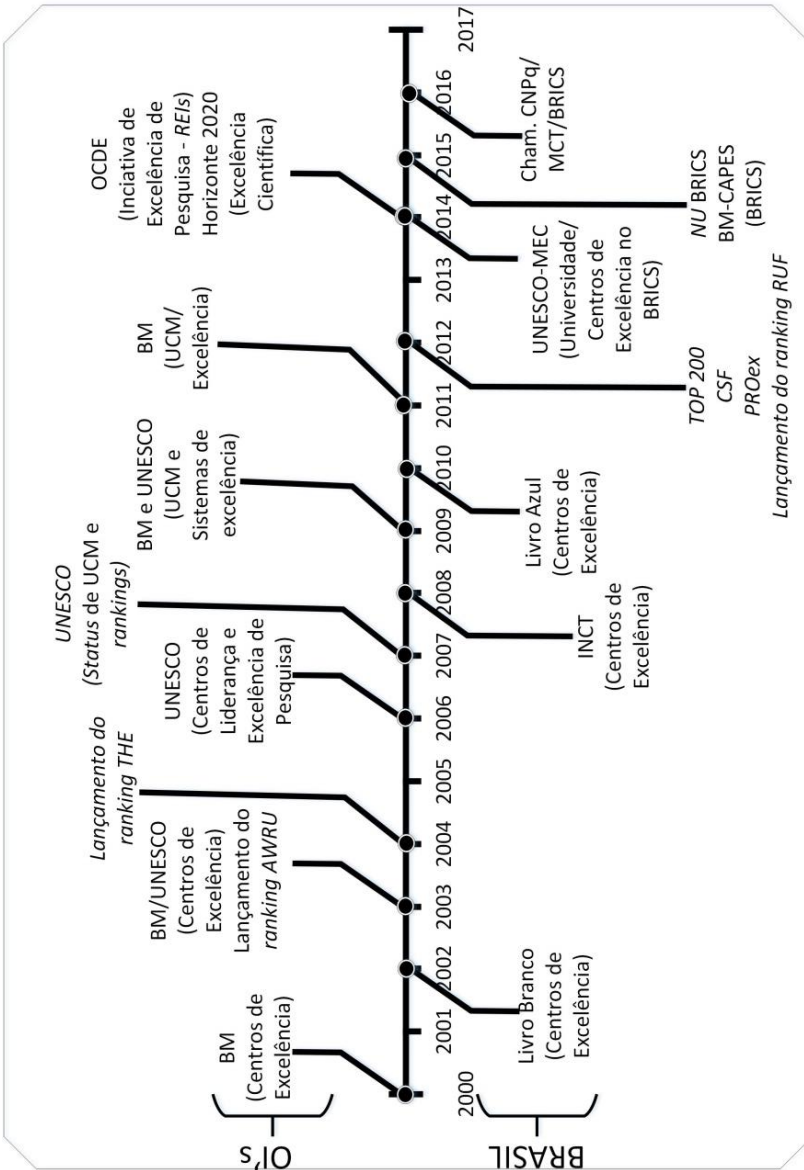 OI's
BM
(Centros de
Excelência)
BM/UNESCO
(Centros de
Excelência)
Lançamento do
ranking AWRU
Lançamento do
ranking THE
UNESCO
(Centros de
Liderança e
Excelência de
Pesquisa)
UNESCO
(Status de UCM e
rankings)
BM e UNESCO
(UCM e
Sistemas de
excelência)
BM
(UCM/
Excelência)
OCDE
(Inciativa de
Excelência de
Pesquisa - REIs)
Horizonte 2020
(Excelência
Científica)
2000
2001
2002
2003
2004
2005
2006
2007
2008
2009
2010
2011
2012
2013
2014
2015
2016
2017
BRASIL
Livro Branco
(Centros de
Excelência)
INCT
(Centros de
Excelência)
Livro Azul
(Centros de
Excelência)
TOP 200
CSF
PROex
Lançamento do ranking RUF
UNESCO-MEC
(Universidade/
Centros de
Excelência no
BRICS)
NU BRICS
BM-CAPES
(BRICS)
Cham. CNPq/
MCT/BRICS